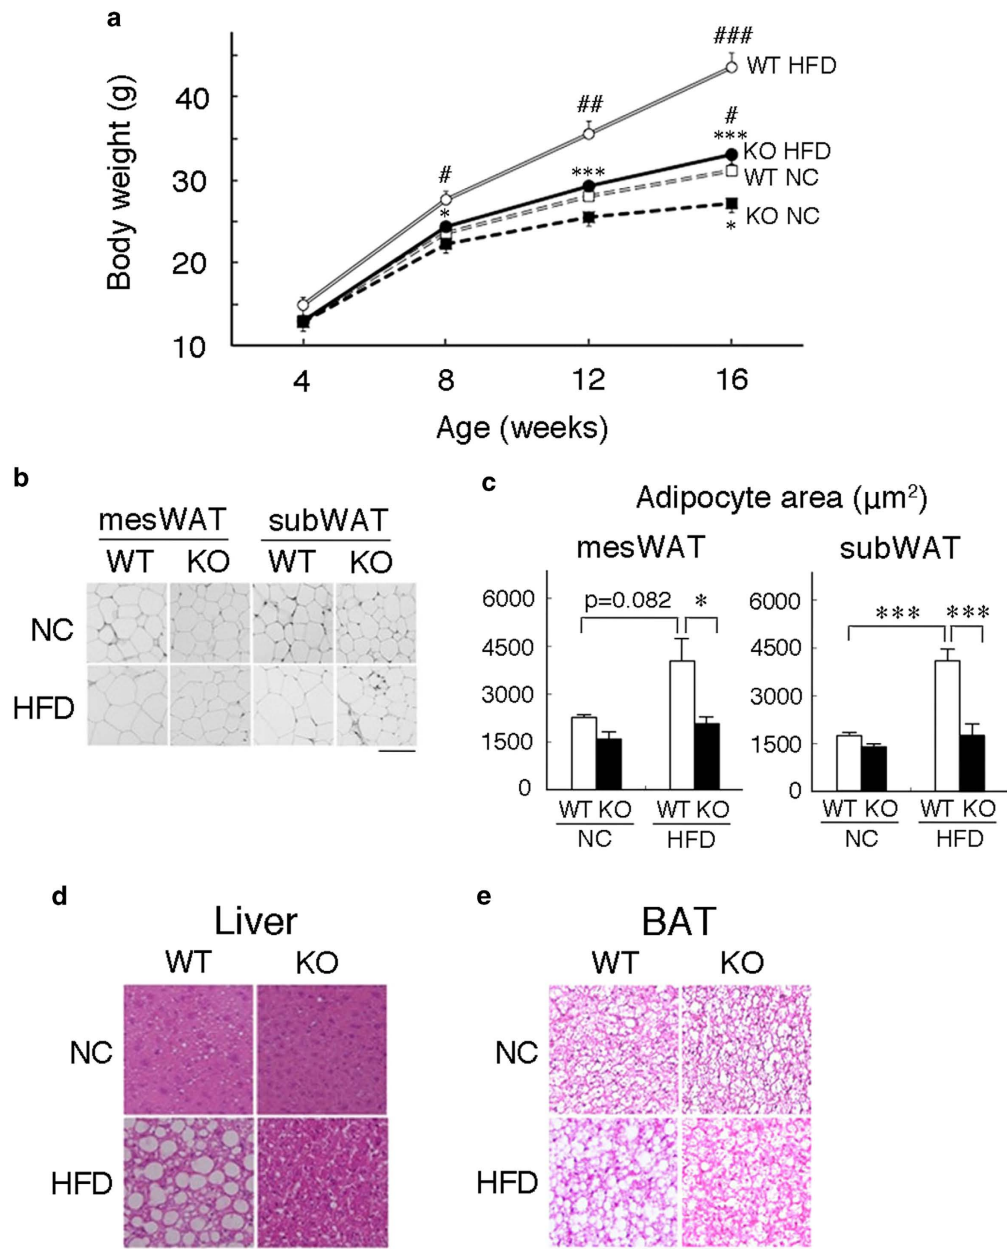 a
###
WT HFD
40
##
#
***
KO HFD
#
***
WT NC
30
*
KO NC
*
20
10
Body weight (g)
4 8 12 16
Age (weeks)
b
mesWAT subWAT
WT KO WT KO
NC
HFD
c
Adipocyte area (μm²)
mesWAT
6000
4500
3000
1500
0
p=0.082 *
WT KO WT KO
NC HFD
subWAT
6000
4500
3000
1500
0
*** ***
WT KO WT KO
NC HFD
d
Liver
WT KO
NC
HFD
e
BAT
WT KO
NC
HFD